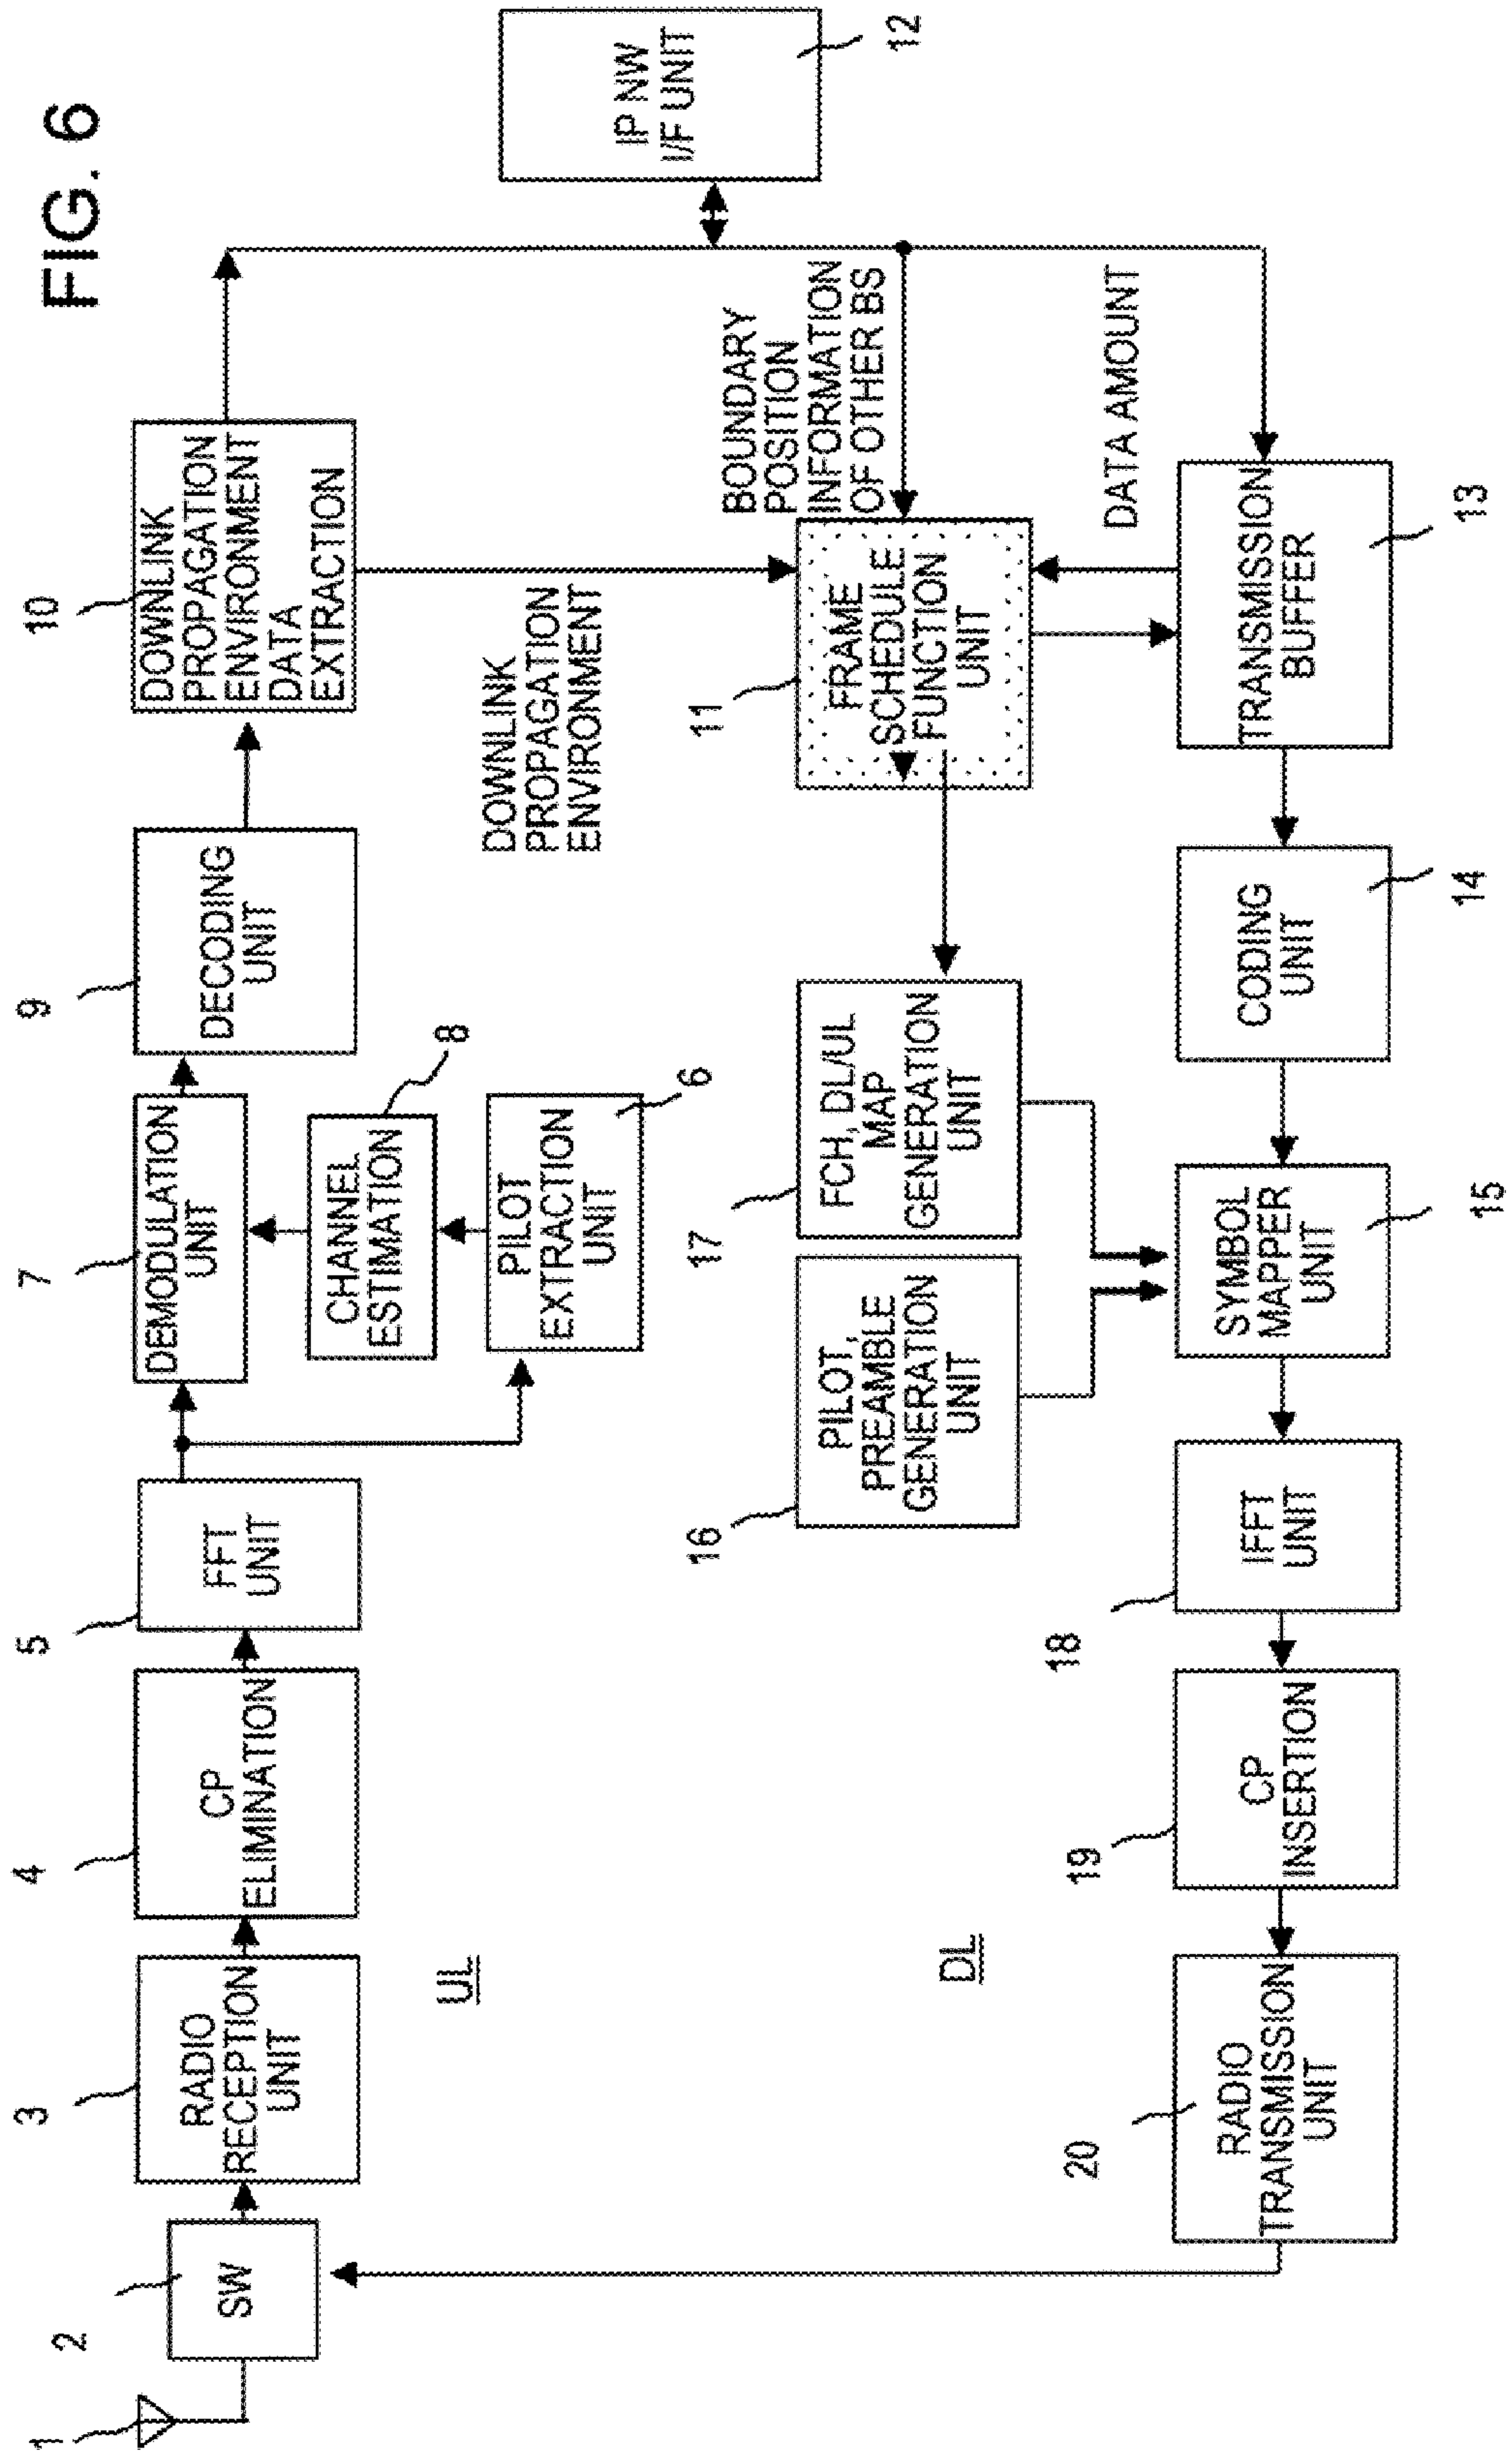 FIG. 6
1
2
SW
3
RADIO
RECEPTION
UNIT
4
CP
ELIMINATION
5
FFT
UNIT
7
DEMODULATION
UNIT
8
CHANNEL
ESTIMATION
6
PILOT
EXTRACTION
UNIT
9
DECODING
UNIT
10
DOWNLINK
PROPAGATION
ENVIRONMENT
DATA
EXTRACTION
DOWNLINK
PROPAGATION
ENVIRONMENT
IP NW
I/F UNIT
12
BOUNDARY
POSITION
INFORMATION
OF OTHER BS
11
FRAME
SCHEDULE
FUNCTION
UNIT
DATA AMOUNT
UL
DL
16
PILOT,
PREAMBLE
GENERATION
UNIT
17
FCH, DL/UL
MAP
GENERATION
UNIT
20
RADIO
TRANSMISSION
UNIT
19
CP
INSERTION
18
IFFT
UNIT
SYMBOL
MAPPER
UNIT
15
CODING
UNIT
14
TRANSMISSION
BUFFER
13